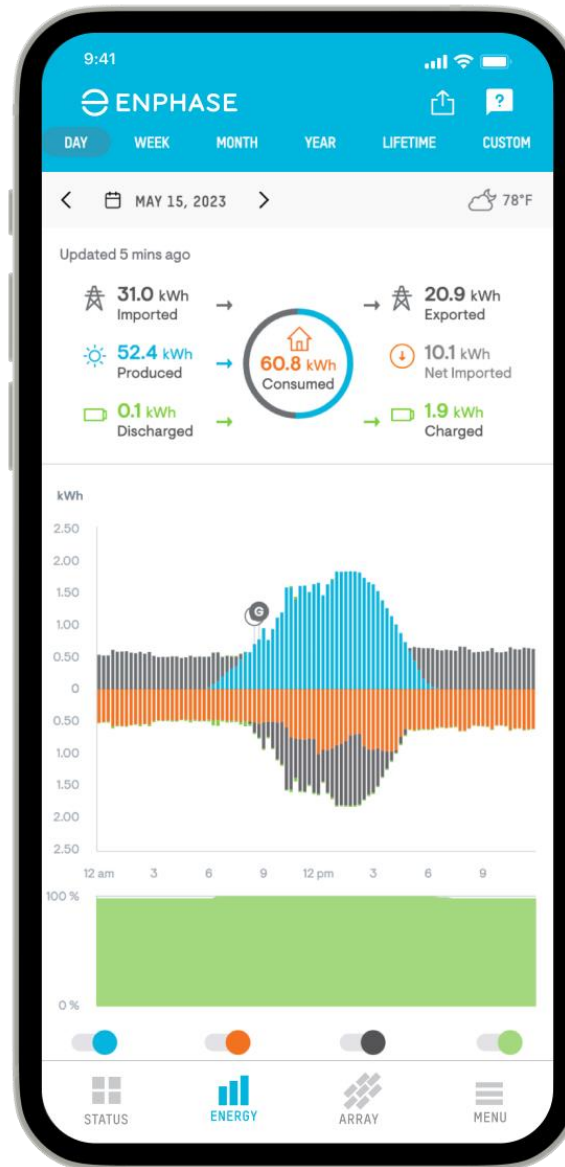 9:41
ENPHASE
?
DAY WEEK MONTH YEAR LIFETIME CUSTOM
MAY 15, 2023
78°F
Updated 5 mins ago
31.0 kWh
Imported
20.9 kWh
Exported
52.4 kWh
Produced
60.8 kWh
Consumed
10.1 kWh
Net Imported
0.1 kWh
Discharged
1.9 kWh
Charged
kWh
2.50
2.00
1.50
1.00
0.50
0
0.50
1.00
1.50
2.00
2.50
G
12 am 3 6 9 12 pm 3 6 9
100 %
0 %
STATUS ENERGY ARRAY MENU